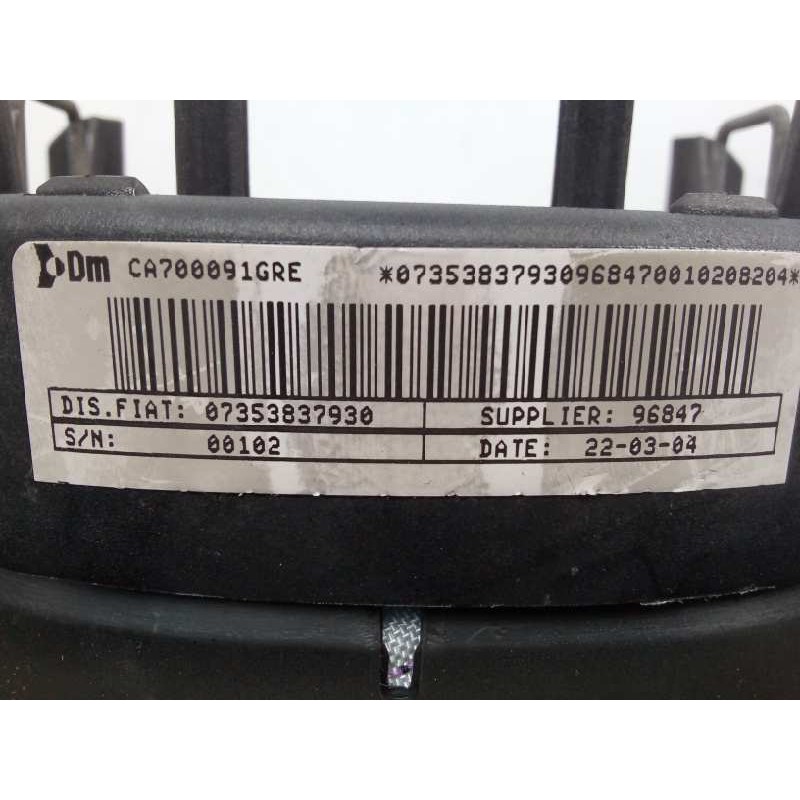 Dm CA700091GRE *07353837930968470010208204*
DIS.FIAT: 07353837930 SUPPLIER: 96847
S/N: 00102 DATE: 22-03-04